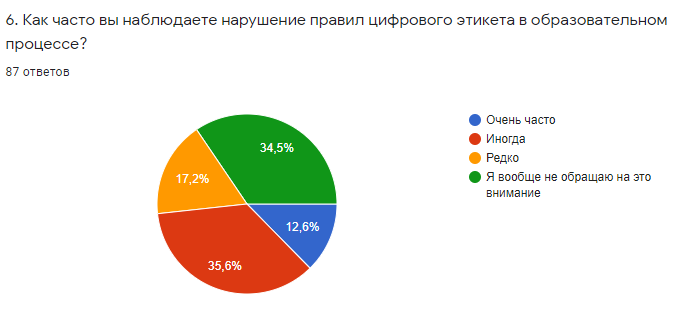 6. Как часто вы наблюдаете нарушение правил цифрового этикета в образовательном
процессе?
87 ответов
34,5%
17,2%
12,6%
35,6%
Очень часто
Иногда
Редко
Я вообще не обращаю на это
внимание